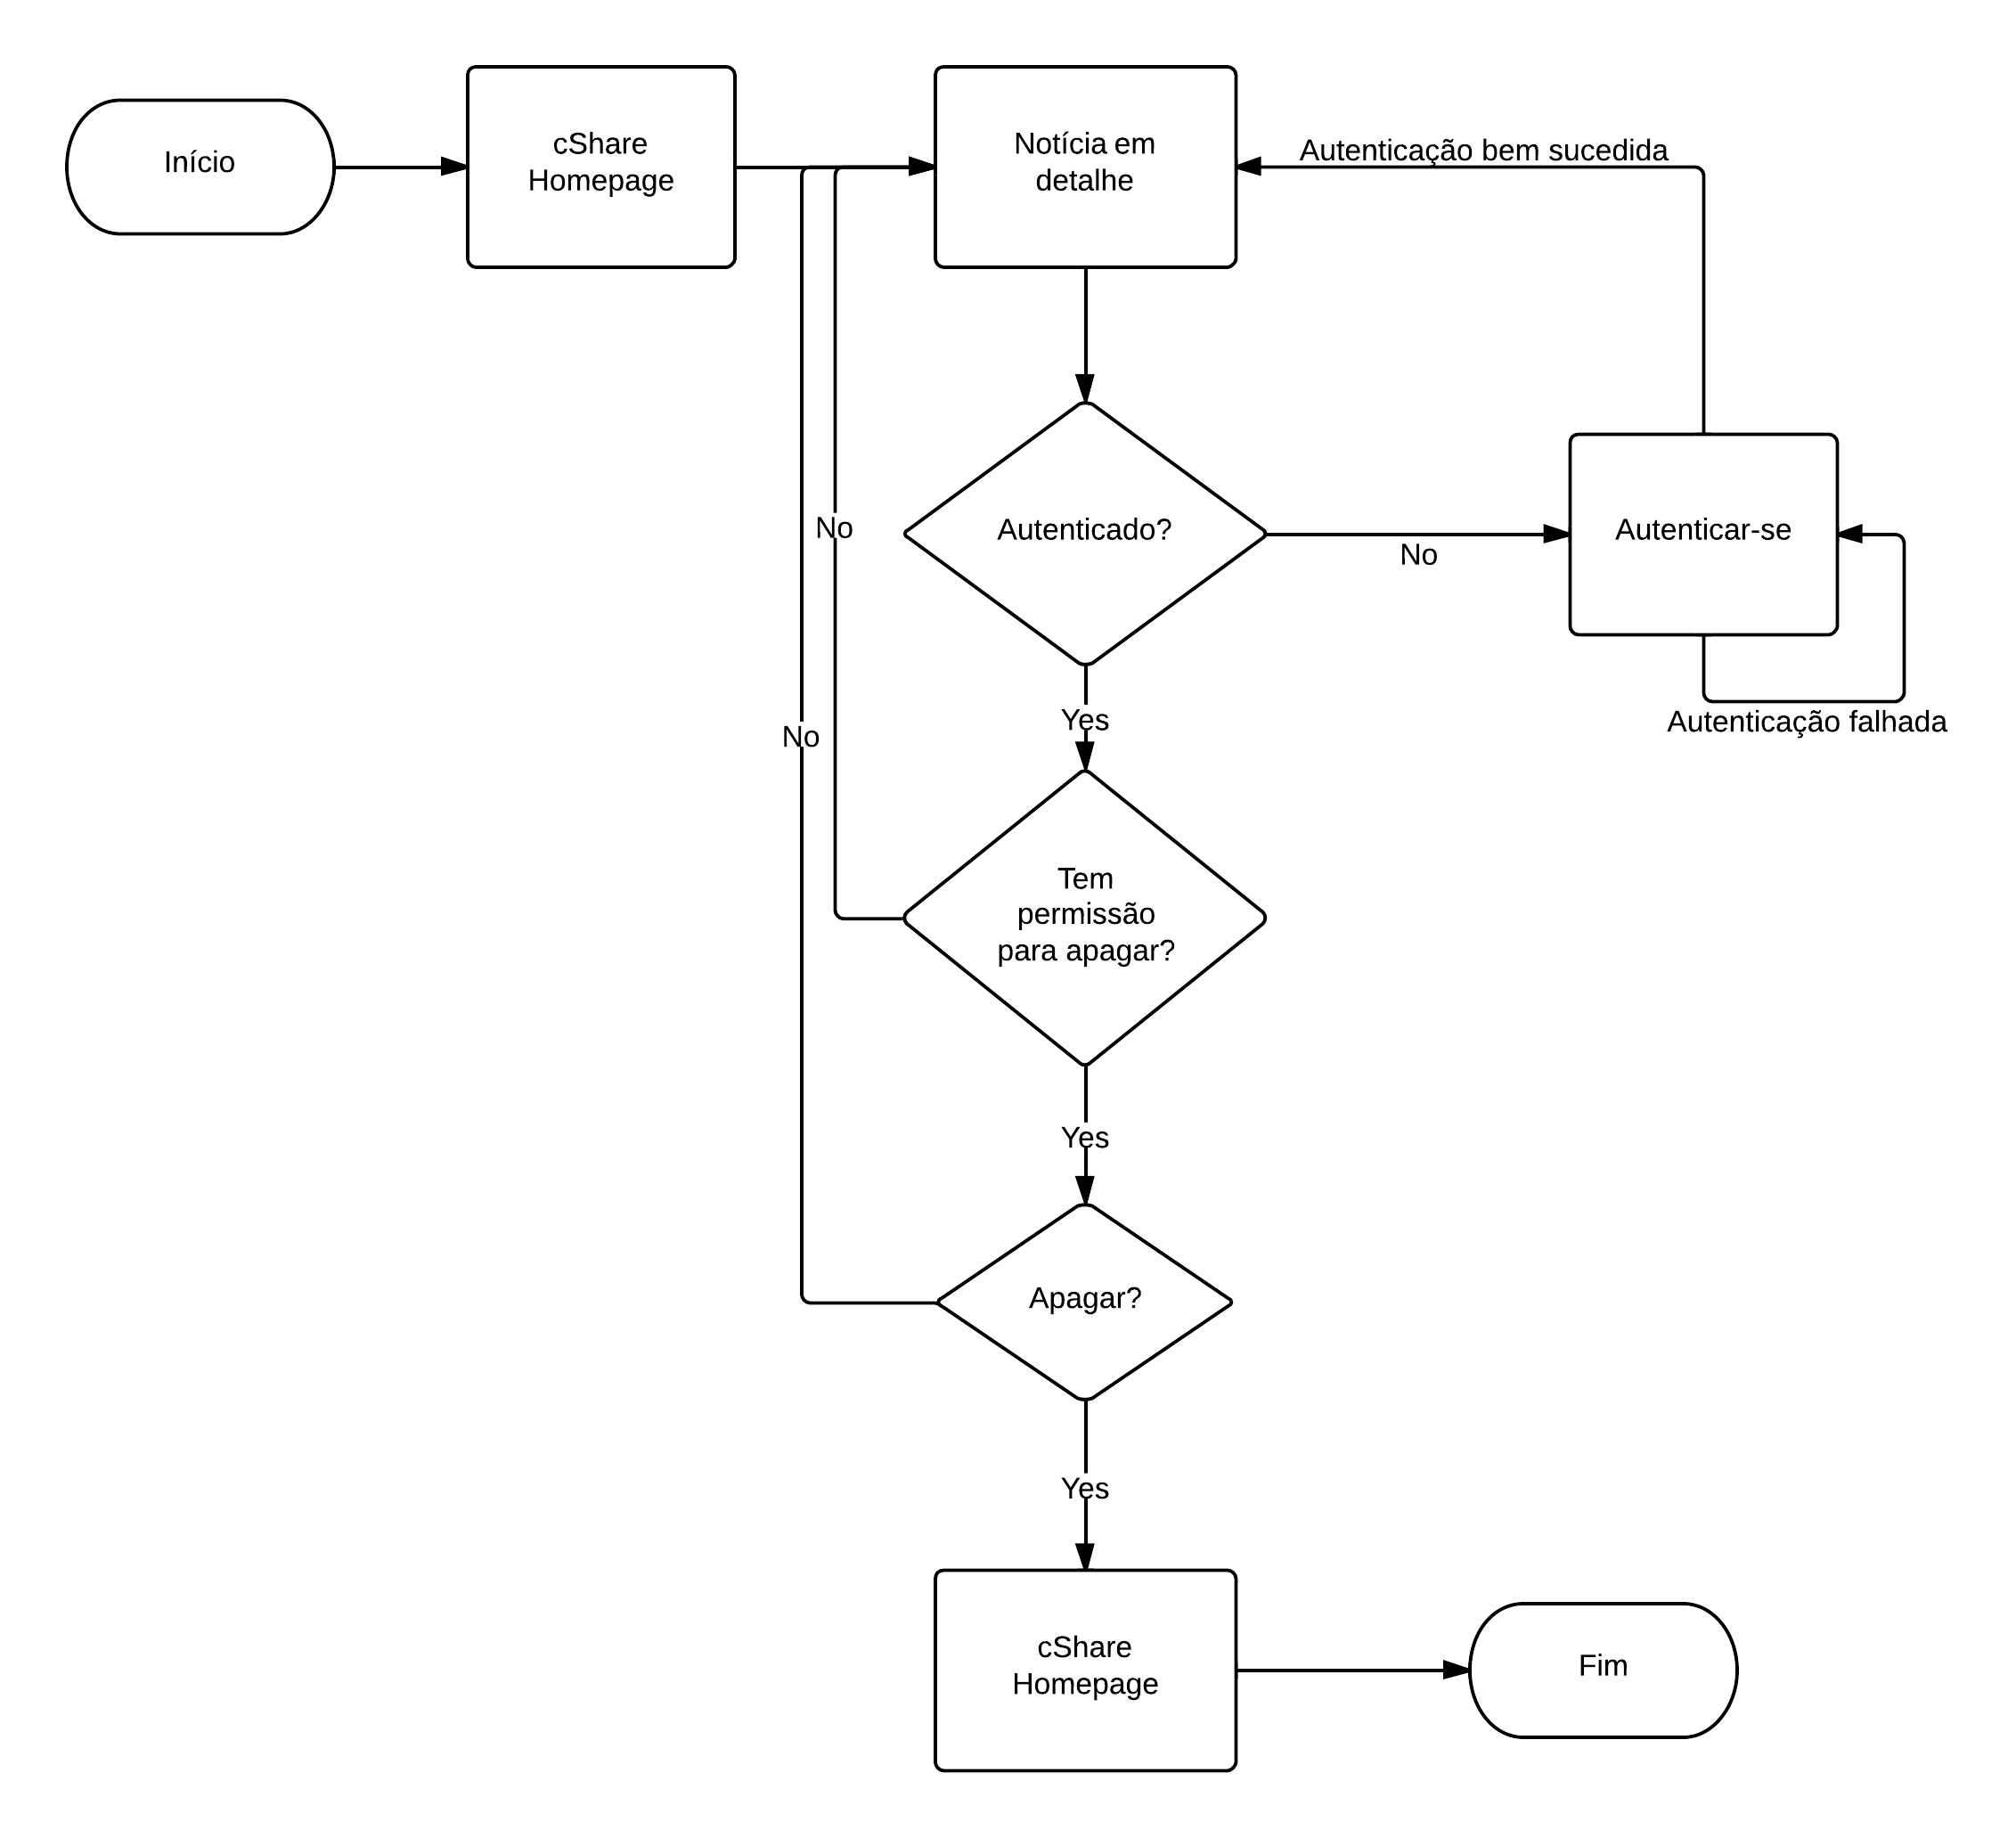 Início
cShare
Homepage
Notícia em
detalhe
Autenticação bem sucedida
No
Autenticado?
No
Autenticar-se
Yes
Autenticação falhada
No
Tem
permissão
para apagar?
Yes
Apagar?
Yes
cShare
Homepage
Fim